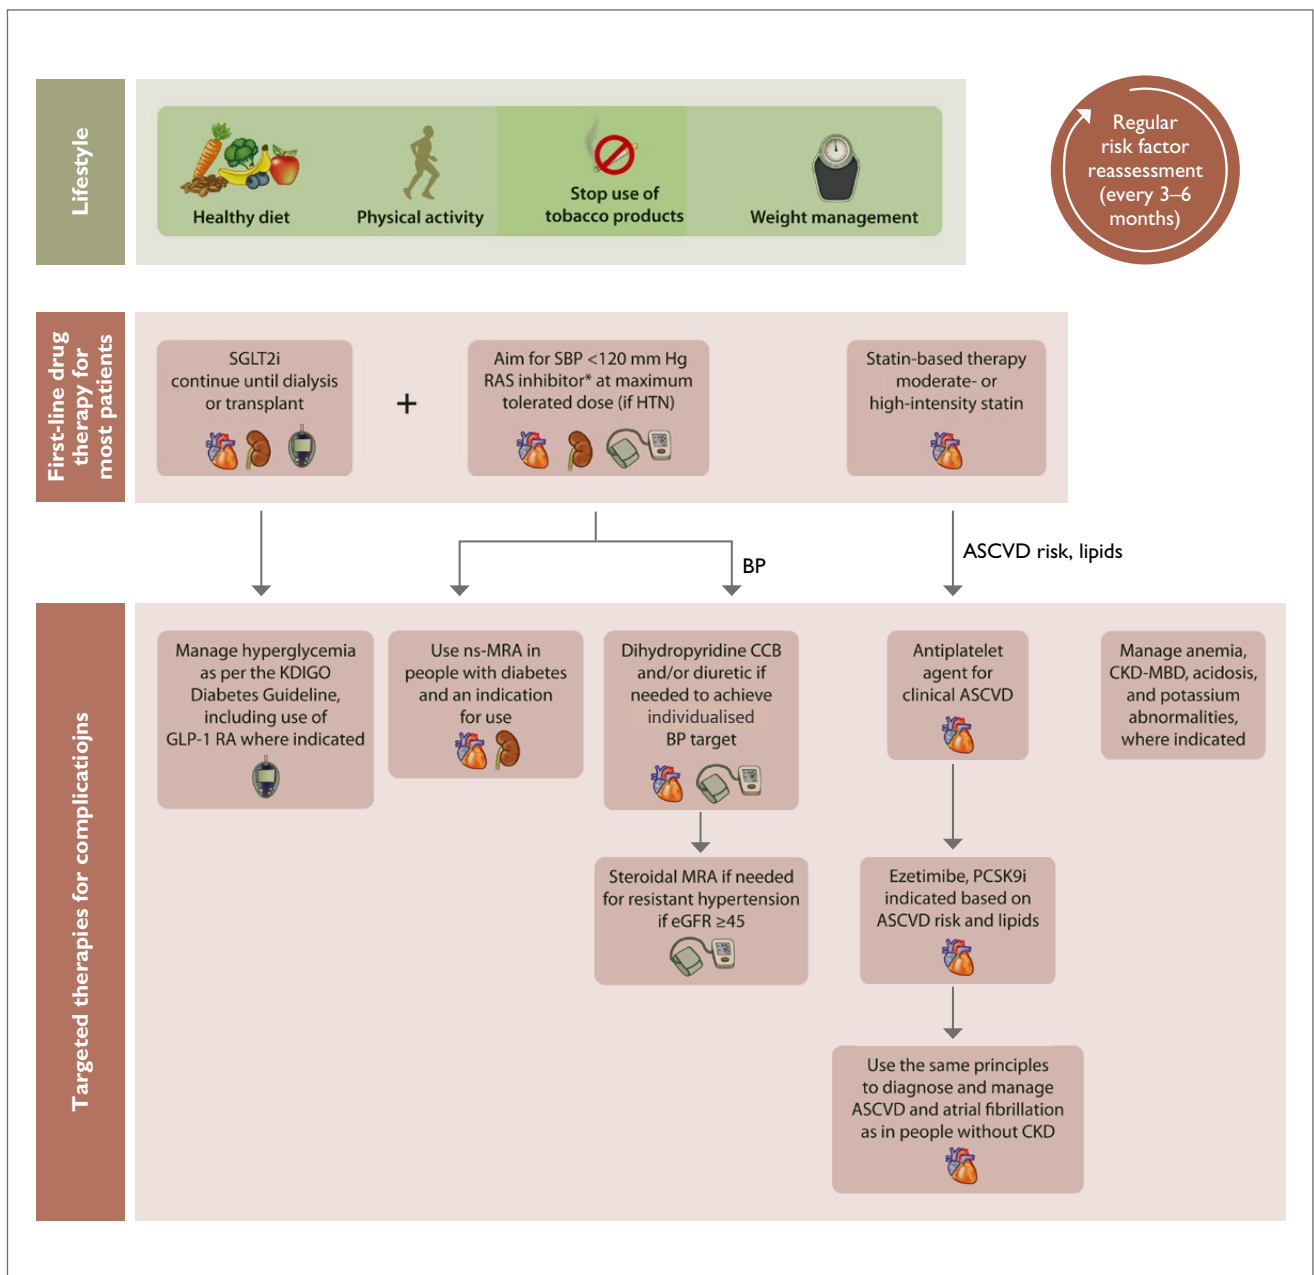 Lifestyle
Healthy diet
Physical activity
Stop use of
tobacco products
Weight management
Regular
risk factor
reassessment
(every 3–6
months)
First-line drug
therapy for
most patients
SGLT2i
continue until dialysis
or transplant
+
Aim for SBP <120 mm Hg
RAS inhibitor* at maximum
tolerated dose (if HTN)
Statin-based therapy
moderate- or
high-intensity statin
BP
ASCVD risk, lipids
Targeted therapies for complicatiojns
Manage hyperglycemia
as per the KDIGO
Diabetes Guideline,
including use of
GLP-1 RA where indicated
Use ns-MRA in
people with diabetes
and an indication
for use
Dihydropyridine CCB
and/or diuretic if
needed to achieve
individualised
BP target
Antiplatelet
agent for
clinical ASCVD
Manage anemia,
CKD-MBD, acidosis,
and potassium
abnormalities,
where indicated
Steroidal MRA if needed
for resistant hypertension
if eGFR ≥45
Ezetimibe, PCSK9i
indicated based on
ASCVD risk and lipids
Use the same principles
to diagnose and manage
ASCVD and atrial fibrillation
as in people without CKD